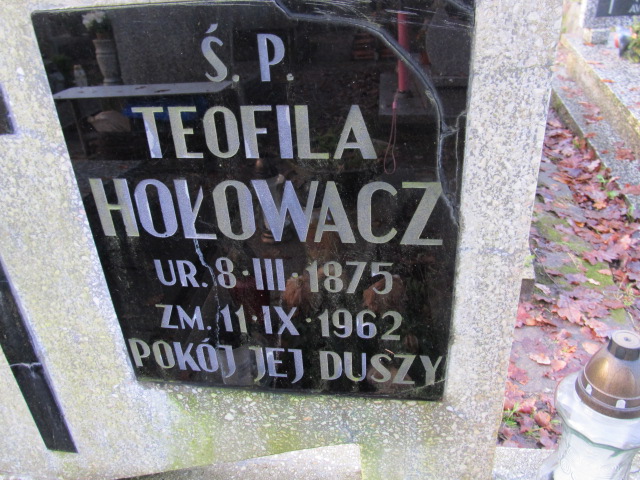 Ś. P.
TEOFILA
HOŁOWACZ
UR. 8·III·1875
ZM. 11·IX·1962
POKÓJ JEJ DUSZY